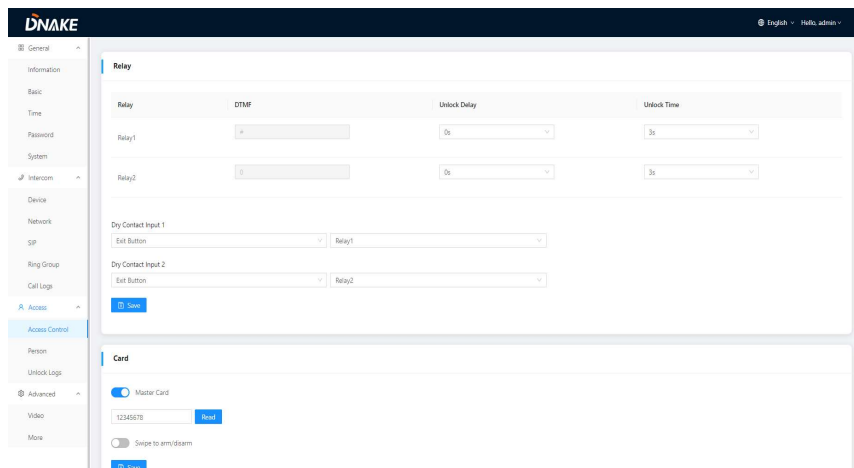 DNAKE
English Hello, admin
General
Information
Basic
Time
Password
System
Intercom
Device
Network
SIP
Ring Group
Call Logs
Access
Access Control
Person
Unlock Logs
Advanced
Video
More
Relay
Relay DTMF Unlock Delay Unlock Time
Relay1 # 0s 3s
Relay2 0 0s 3s
Dry Contact Input 1
Exit Button Relay1
Dry Contact Input 2
Exit Button Relay2
Save
Card
Master Card
12345678 Read
Swipe to arm/disarm
Save